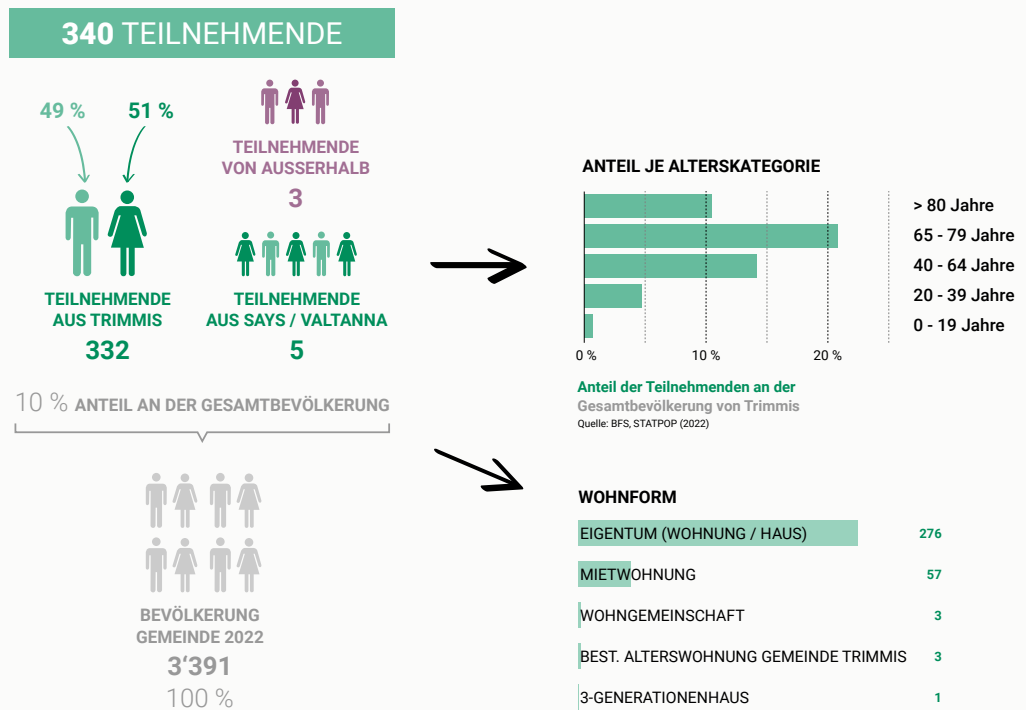 340 TEILNEHMENDE
49 %
51 %
TEILNEHMENDE
AUS TRIMMIS
332
TEILNEHMENDE
VON AUSSERHALB
3
TEILNEHMENDE
AUS SAYS / VALTANNA
5
10 % ANTEIL AN DER GESAMTBEVÖLKERUNG
BEVÖLKERUNG
GEMEINDE 2022
3‘391
100 %
ANTEIL JE ALTERSKATEGORIE
> 80 Jahre
65 - 79 Jahre
40 - 64 Jahre
20 - 39 Jahre
0 - 19 Jahre
0 % 10 % 20 %
Anteil der Teilnehmenden an der
Gesamtbevölkerung von Trimmis
Quelle: BFS, STATPOP (2022)
WOHNFORM
EIGENTUM (WOHNUNG / HAUS) 276
MIETWOHNUNG 57
WOHNGEMEINSCHAFT 3
BEST. ALTERSWOHNUNG GEMEINDE TRIMMIS 3
3-GENERATIONENHAUS 1